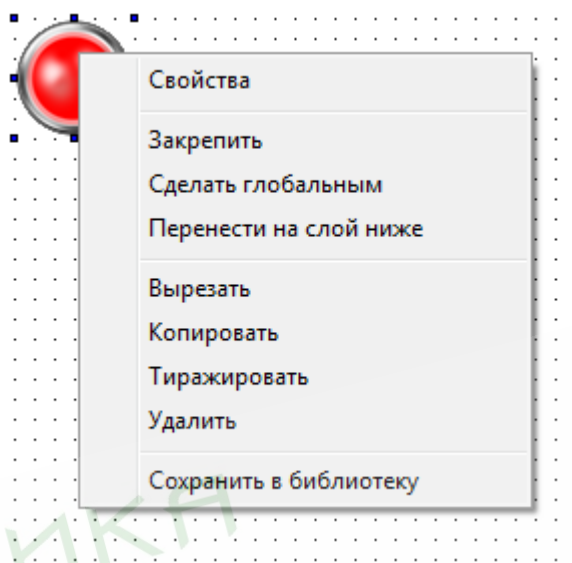 Свойства
Закрепить
Сделать глобальным
Перенести на слой ниже
Вырезать
Копировать
Тиражировать
Удалить
Сохранить в библиотеку